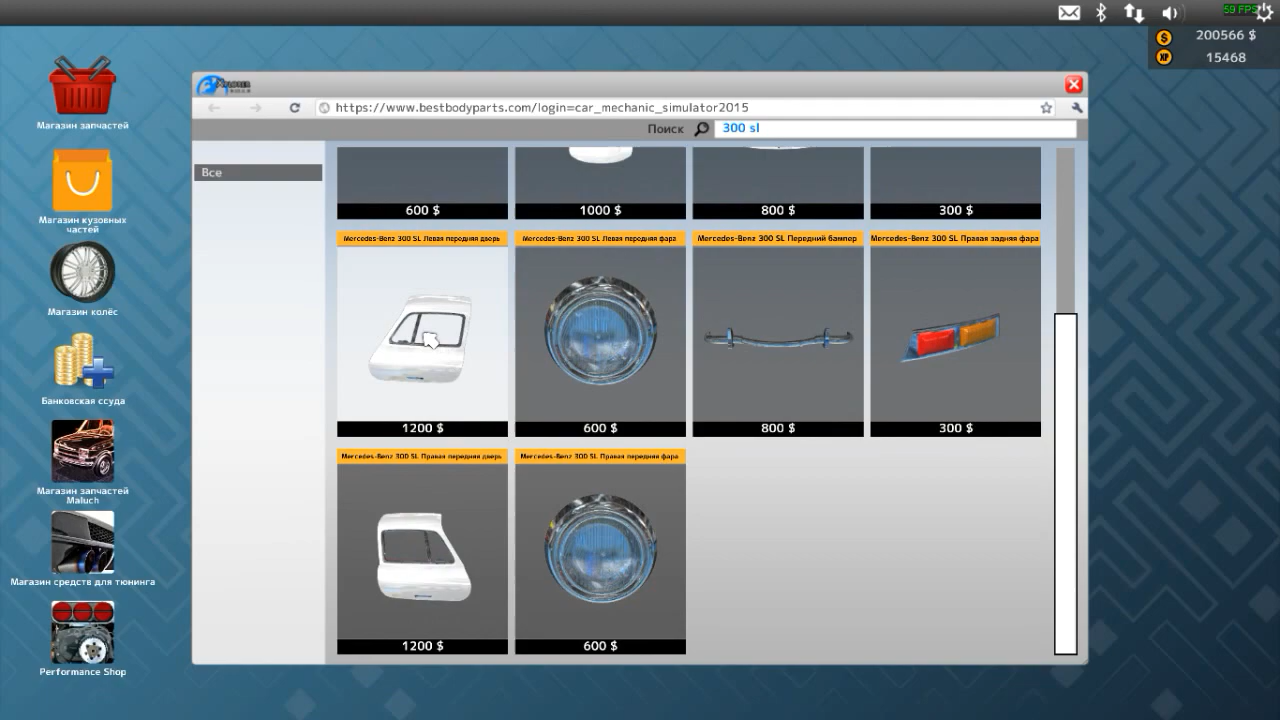 59 FPS
200566 $
15468
Магазин запчастей
Магазин кузовных
частей
Магазин колёс
Банковская ссуда
Магазин запчастей
Maluch
Магазин средств для тюнинга
Performance Shop
https://www.bestbodyparts.com/login=car_mechanic_simulator2015
Поиск
300 sl
Все
600 $
1000 $
800 $
300 $
Mercedes-Benz 300 SL Левая передняя дверь
Mercedes-Benz 300 SL Левая передняя фара
Mercedes-Benz 300 SL Передний бампер
Mercedes-Benz 300 SL Правая задняя фара
1200 $
600 $
800 $
300 $
Mercedes-Benz 300 SL Правая передняя дверь
Mercedes-Benz 300 SL Правая передняя фара
1200 $
600 $